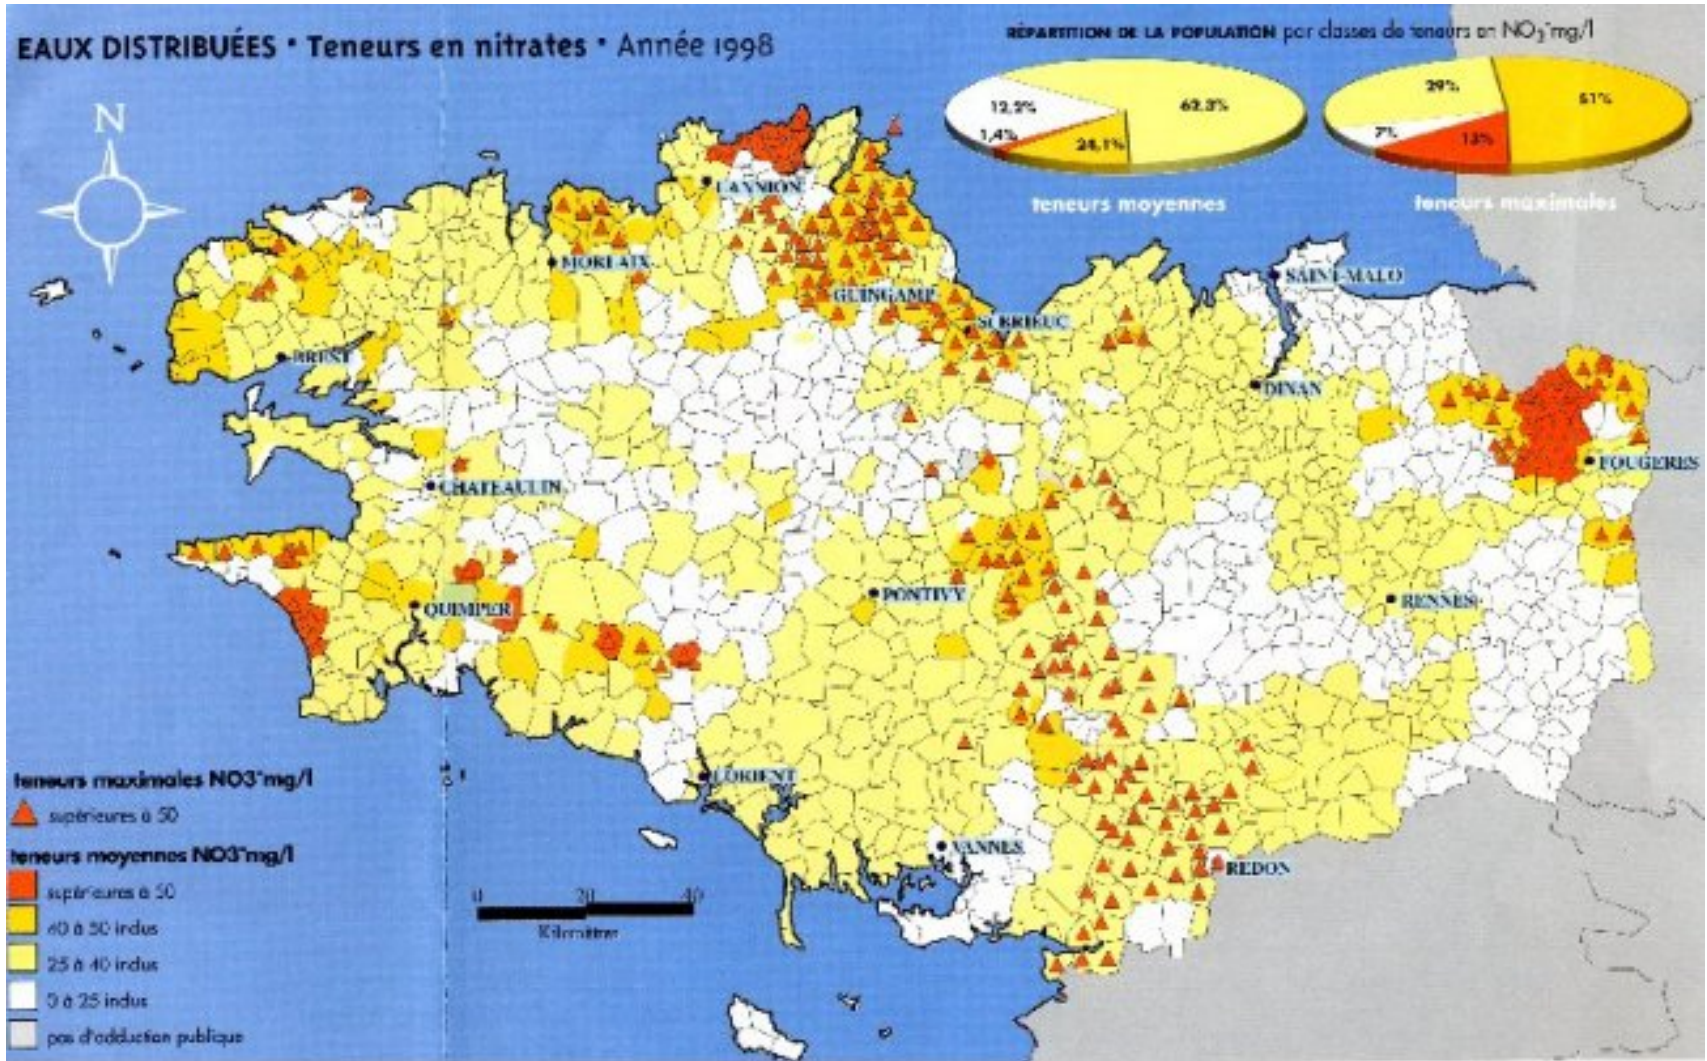 EAUX DISTRIBUÉES · Teneurs en nitrates · Année 1998
RÉPARTITION DE LA POPULATION par classes de teneurs en NO3-mg/l
12,2%
62,3%
1,4%
24,1%
29%
51%
7%
13%
teneurs moyennes
teneurs maximales
N
LANNION
MORLAIX
SAINT-MALO
GUINGAMP
ST BRIEUC
BREST
DINAN
FOUGERES
CHATEAULIN
PONTIVY
RENNES
QUIMPER
LORIENT
VANNES
REDON
teneurs maximales NO3-mg/l
supérieures à 50
teneurs moyennes NO3-mg/l
supérieures à 50
40 à 50 inclus
25 à 40 inclus
0 à 25 inclus
pas d'adduction publique
0 20 40
Kilomètres